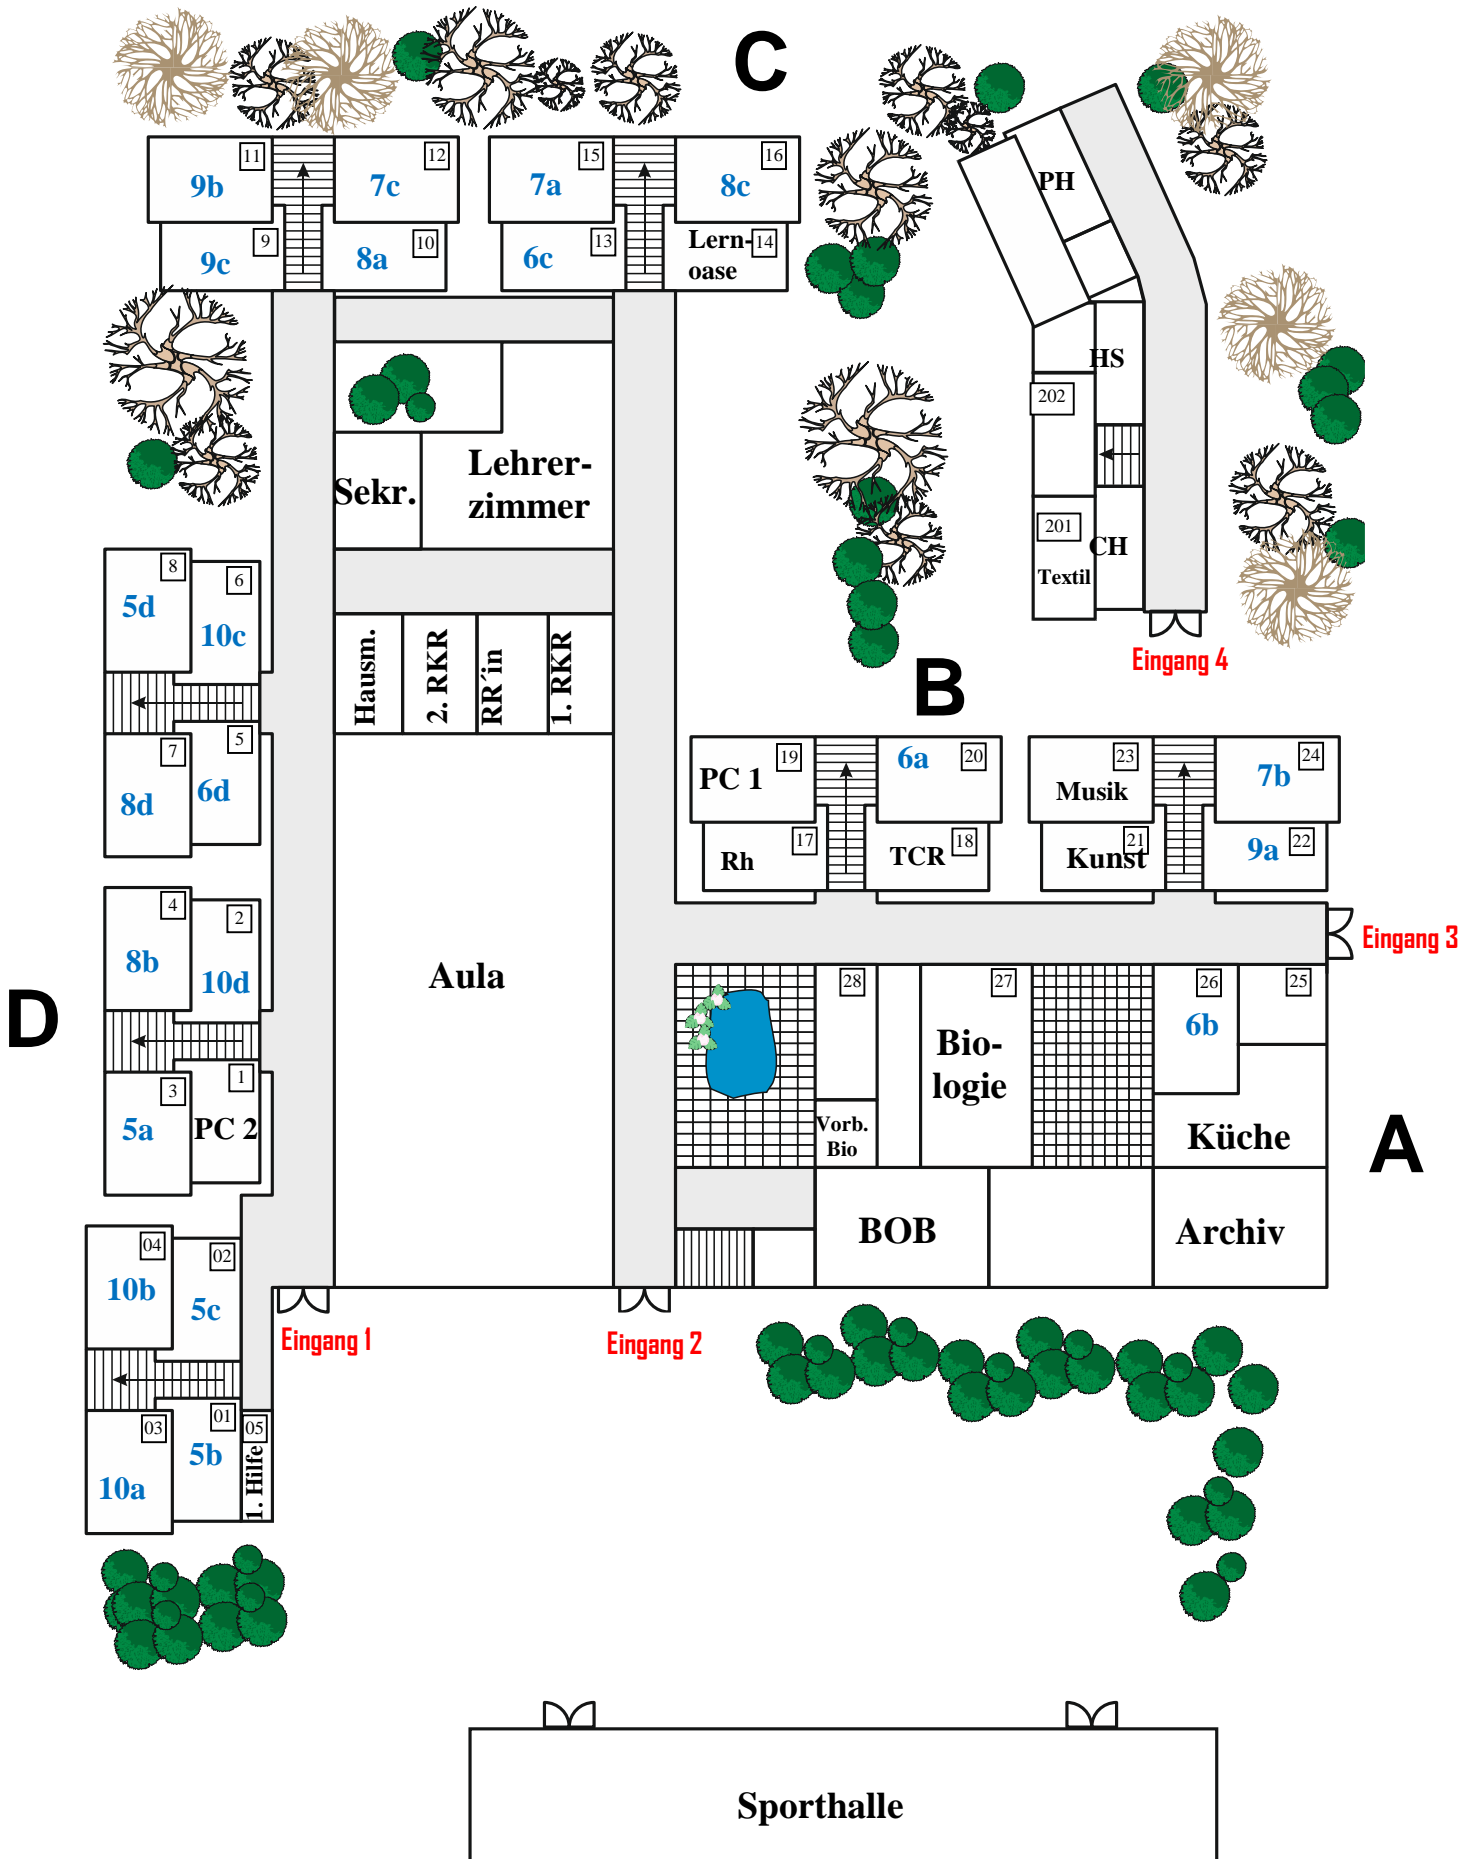 C
11
9b
12
7c
15
7a
16
8c
9
9c
10
8a
13
6c
14
Lern-
oase
PH
HS
202
201
CH
Textil
Eingang 4
Sekr.
Lehrer-
zimmer
8
5d
6
10c
7
8d
5
6d
Hausm.
2. RKR
RR´in
1. RKR
B
19
PC 1
20
6a
23
Musik
24
7b
17
Rh
18
TCR
21
Kunst
22
9a
Eingang 3
4
8b
2
10d
D
3
5a
1
PC 2
Aula
28
27
Bio-
logie
26
6b
25
Vorb.
Bio
Küche
A
BOB
Archiv
04
10b
02
5c
03
10a
01
5b
05
1. Hilfe
Eingang 1
Eingang 2
Sporthalle